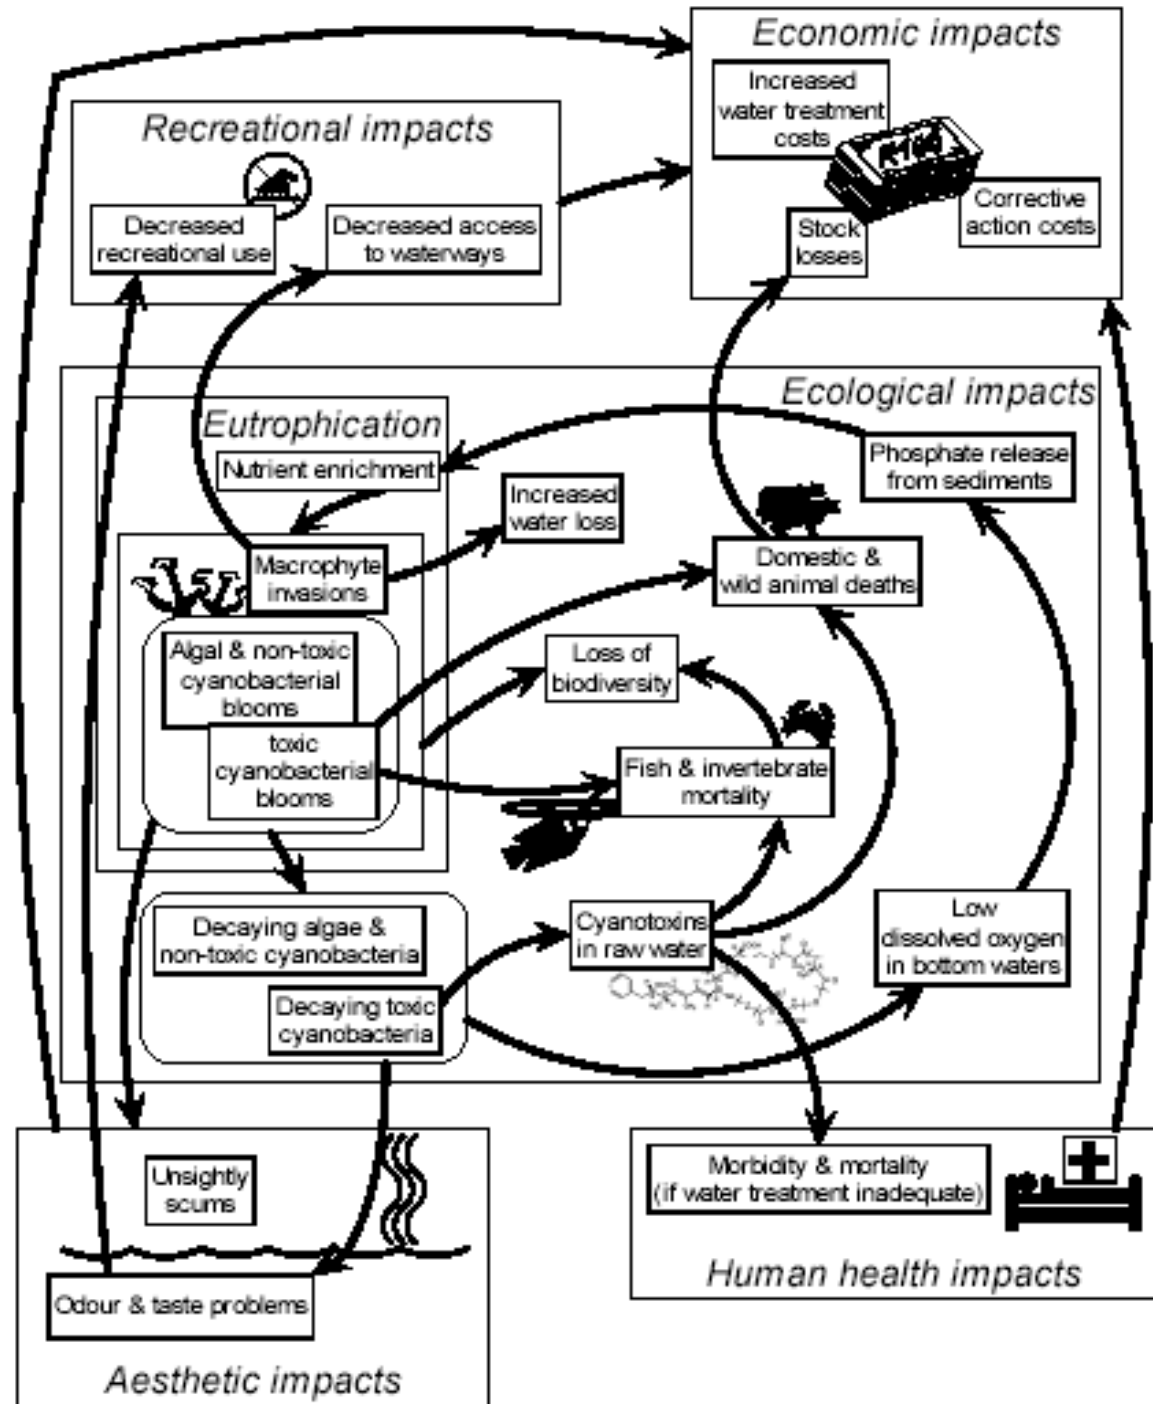 Economic impacts
Increased
water treatment
costs
R100
Stock
losses
Corrective
action costs
Recreational impacts
Decreased
recreational use
Decreased access
to waterways
Ecological impacts
Eutrophication
Nutrient enrichment
Phosphate release
from sediments
Increased
water loss
Macrophyte
invasions
Domestic &
wild animal deaths
Algal & non-toxic
cyanobacterial
blooms
Loss of
biodiversity
toxic
cyanobacterial
blooms
Fish & invertebrate
mortality
Decaying algae &
non-toxic cyanobacteria
Cyanotoxins
in raw water
Low
dissolved oxygen
in bottom waters
Decaying toxic
cyanobacteria
Unsightly
scums
Morbidity & mortality
(if water treatment inadequate)
Odour & taste problems
Human health impacts
Aesthetic impacts